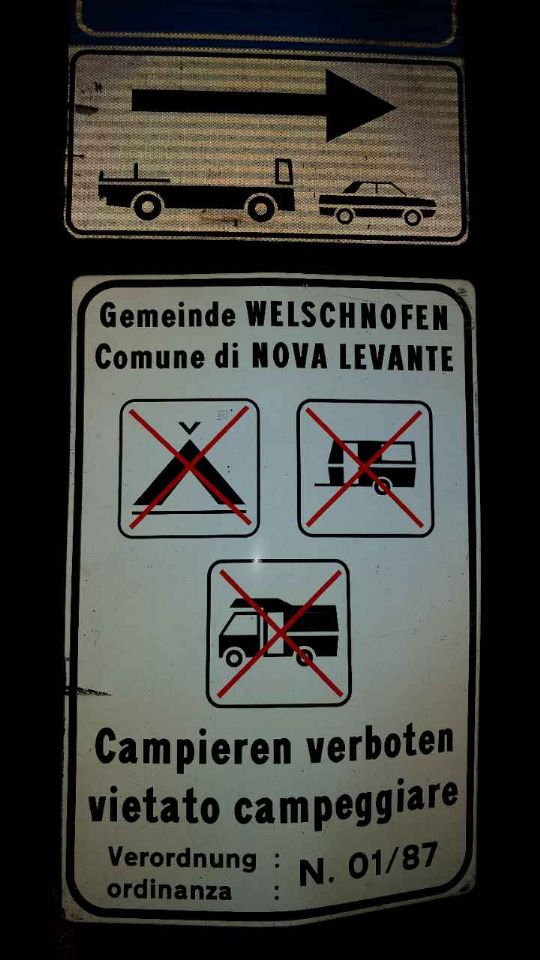 Gemeinde WELSCHNOFEN
Comune di NOVA LEVANTE
Campieren verboten
vietato campeggiare
Verordnung :
ordinanza :
N. 01/87